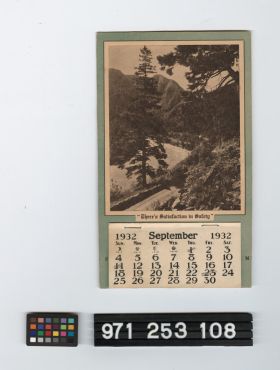 "There's Satisfaction in Safety"
1932 September 1932
SUN. MON. TUE. WED. THU. FRI. SAT.
1 2 3
4 5 6 7 8 9 10
11 12 13 14 15 16 17
18 19 20 21 22 23 24
25 26 27 28 29 30
971 253 108